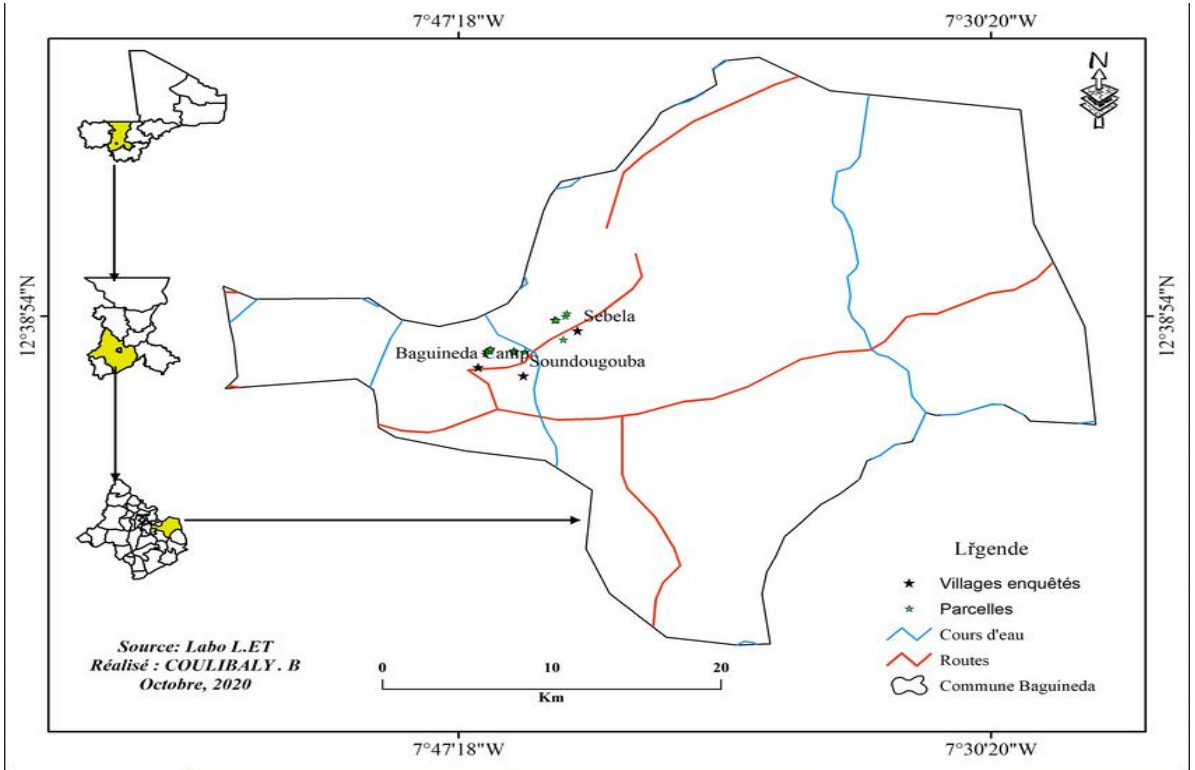 7°47'18"W
7°30'20"W
N
12°38'54"N
12°38'54"N
Sebela
Baguineda Camp
Soundougouba
Lřgende
Villages enquêtés
Parcelles
Cours d'eau
Routes
Commune Baguineda
Source: Labo L.ET
Réalisé : COULIBALY . B
Octobre, 2020
0 10 20
Km
7°47'18"W
7°30'20"W